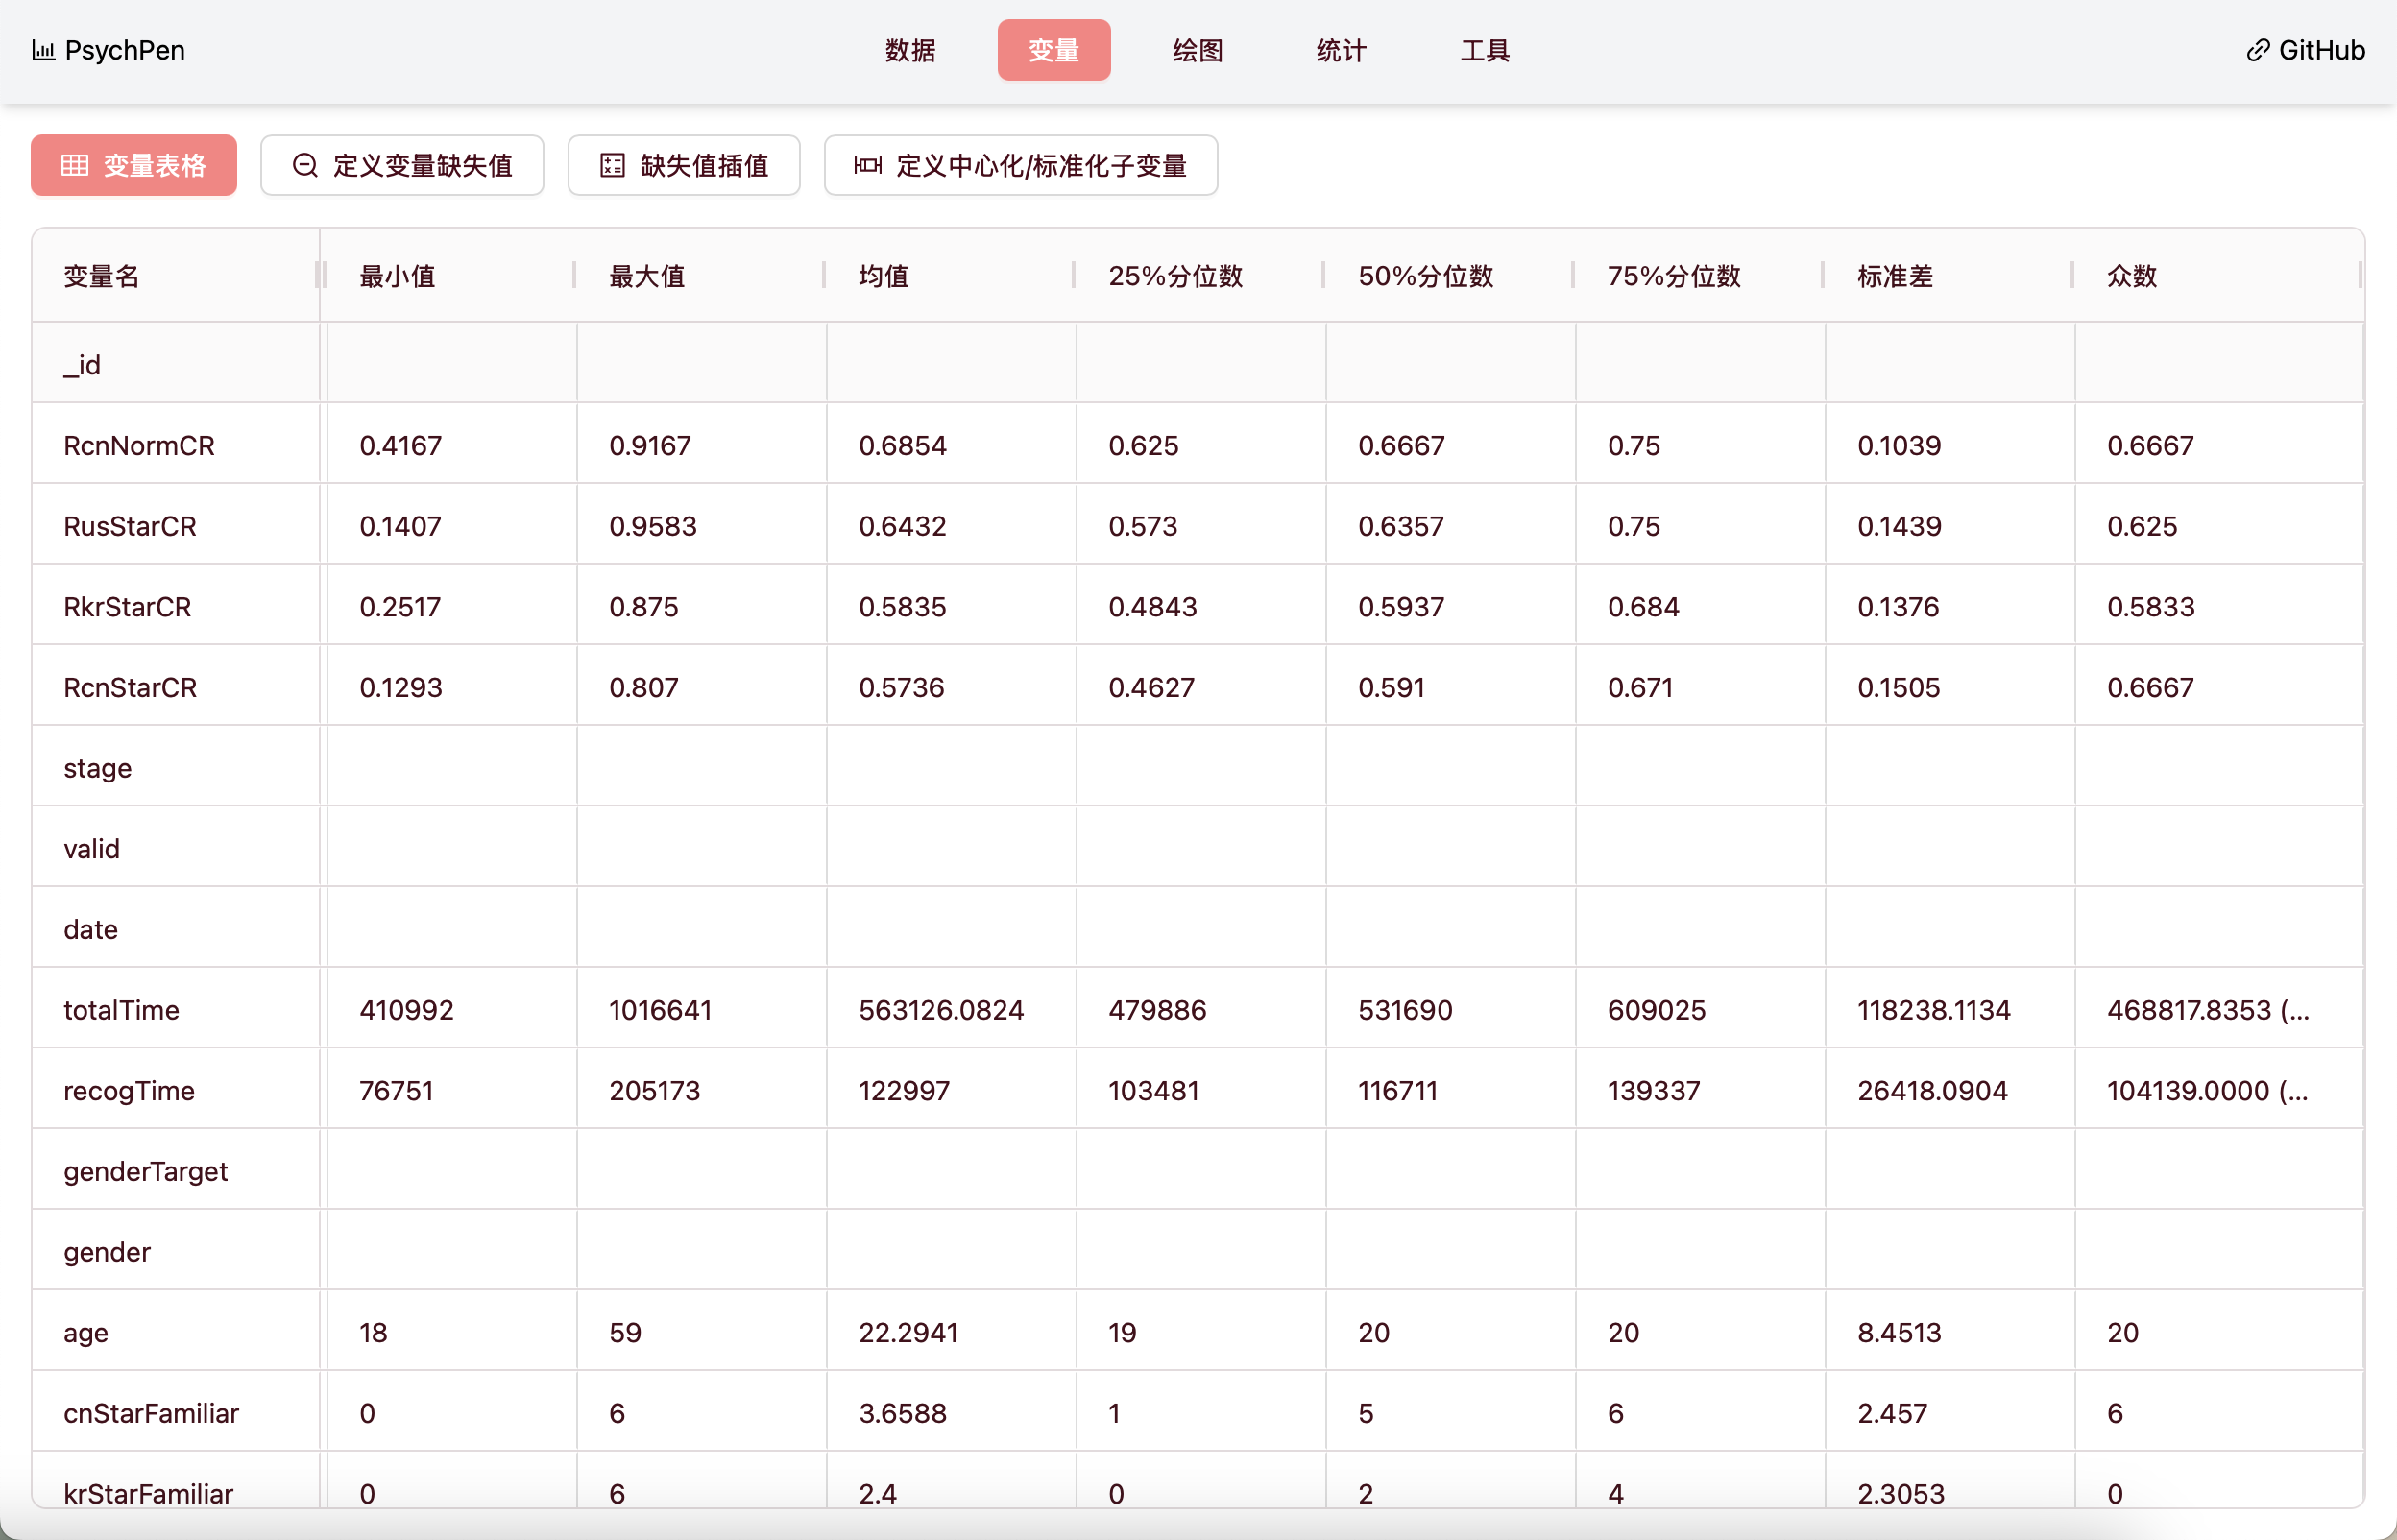 PsychPen 数据 变量 绘图 统计 工具 GitHub
变量表格 定义变量缺失值 缺失值插值 定义中心化/标准化子变量
变量名 最小值 最大值 均值 25%分位数 50%分位数 75%分位数 标准差 众数
_id
RcnNormCR 0.4167 0.9167 0.6854 0.625 0.6667 0.75 0.1039 0.6667
RusStarCR 0.1407 0.9583 0.6432 0.573 0.6357 0.75 0.1439 0.625
RkrStarCR 0.2517 0.875 0.5835 0.4843 0.5937 0.684 0.1376 0.5833
RcnStarCR 0.1293 0.807 0.5736 0.4627 0.591 0.671 0.1505 0.6667
stage
valid
date
totalTime 410992 1016641 563126.0824 479886 531690 609025 118238.1134 468817.8353 (...
recogTime 76751 205173 122997 103481 116711 139337 26418.0904 104139.0000 (...
genderTarget
gender
age 18 59 22.2941 19 20 20 8.4513 20
cnStarFamiliar 0 6 3.6588 1 5 6 2.457 6
krStarFamiliar 0 6 2.4 0 2 4 2.3053 0